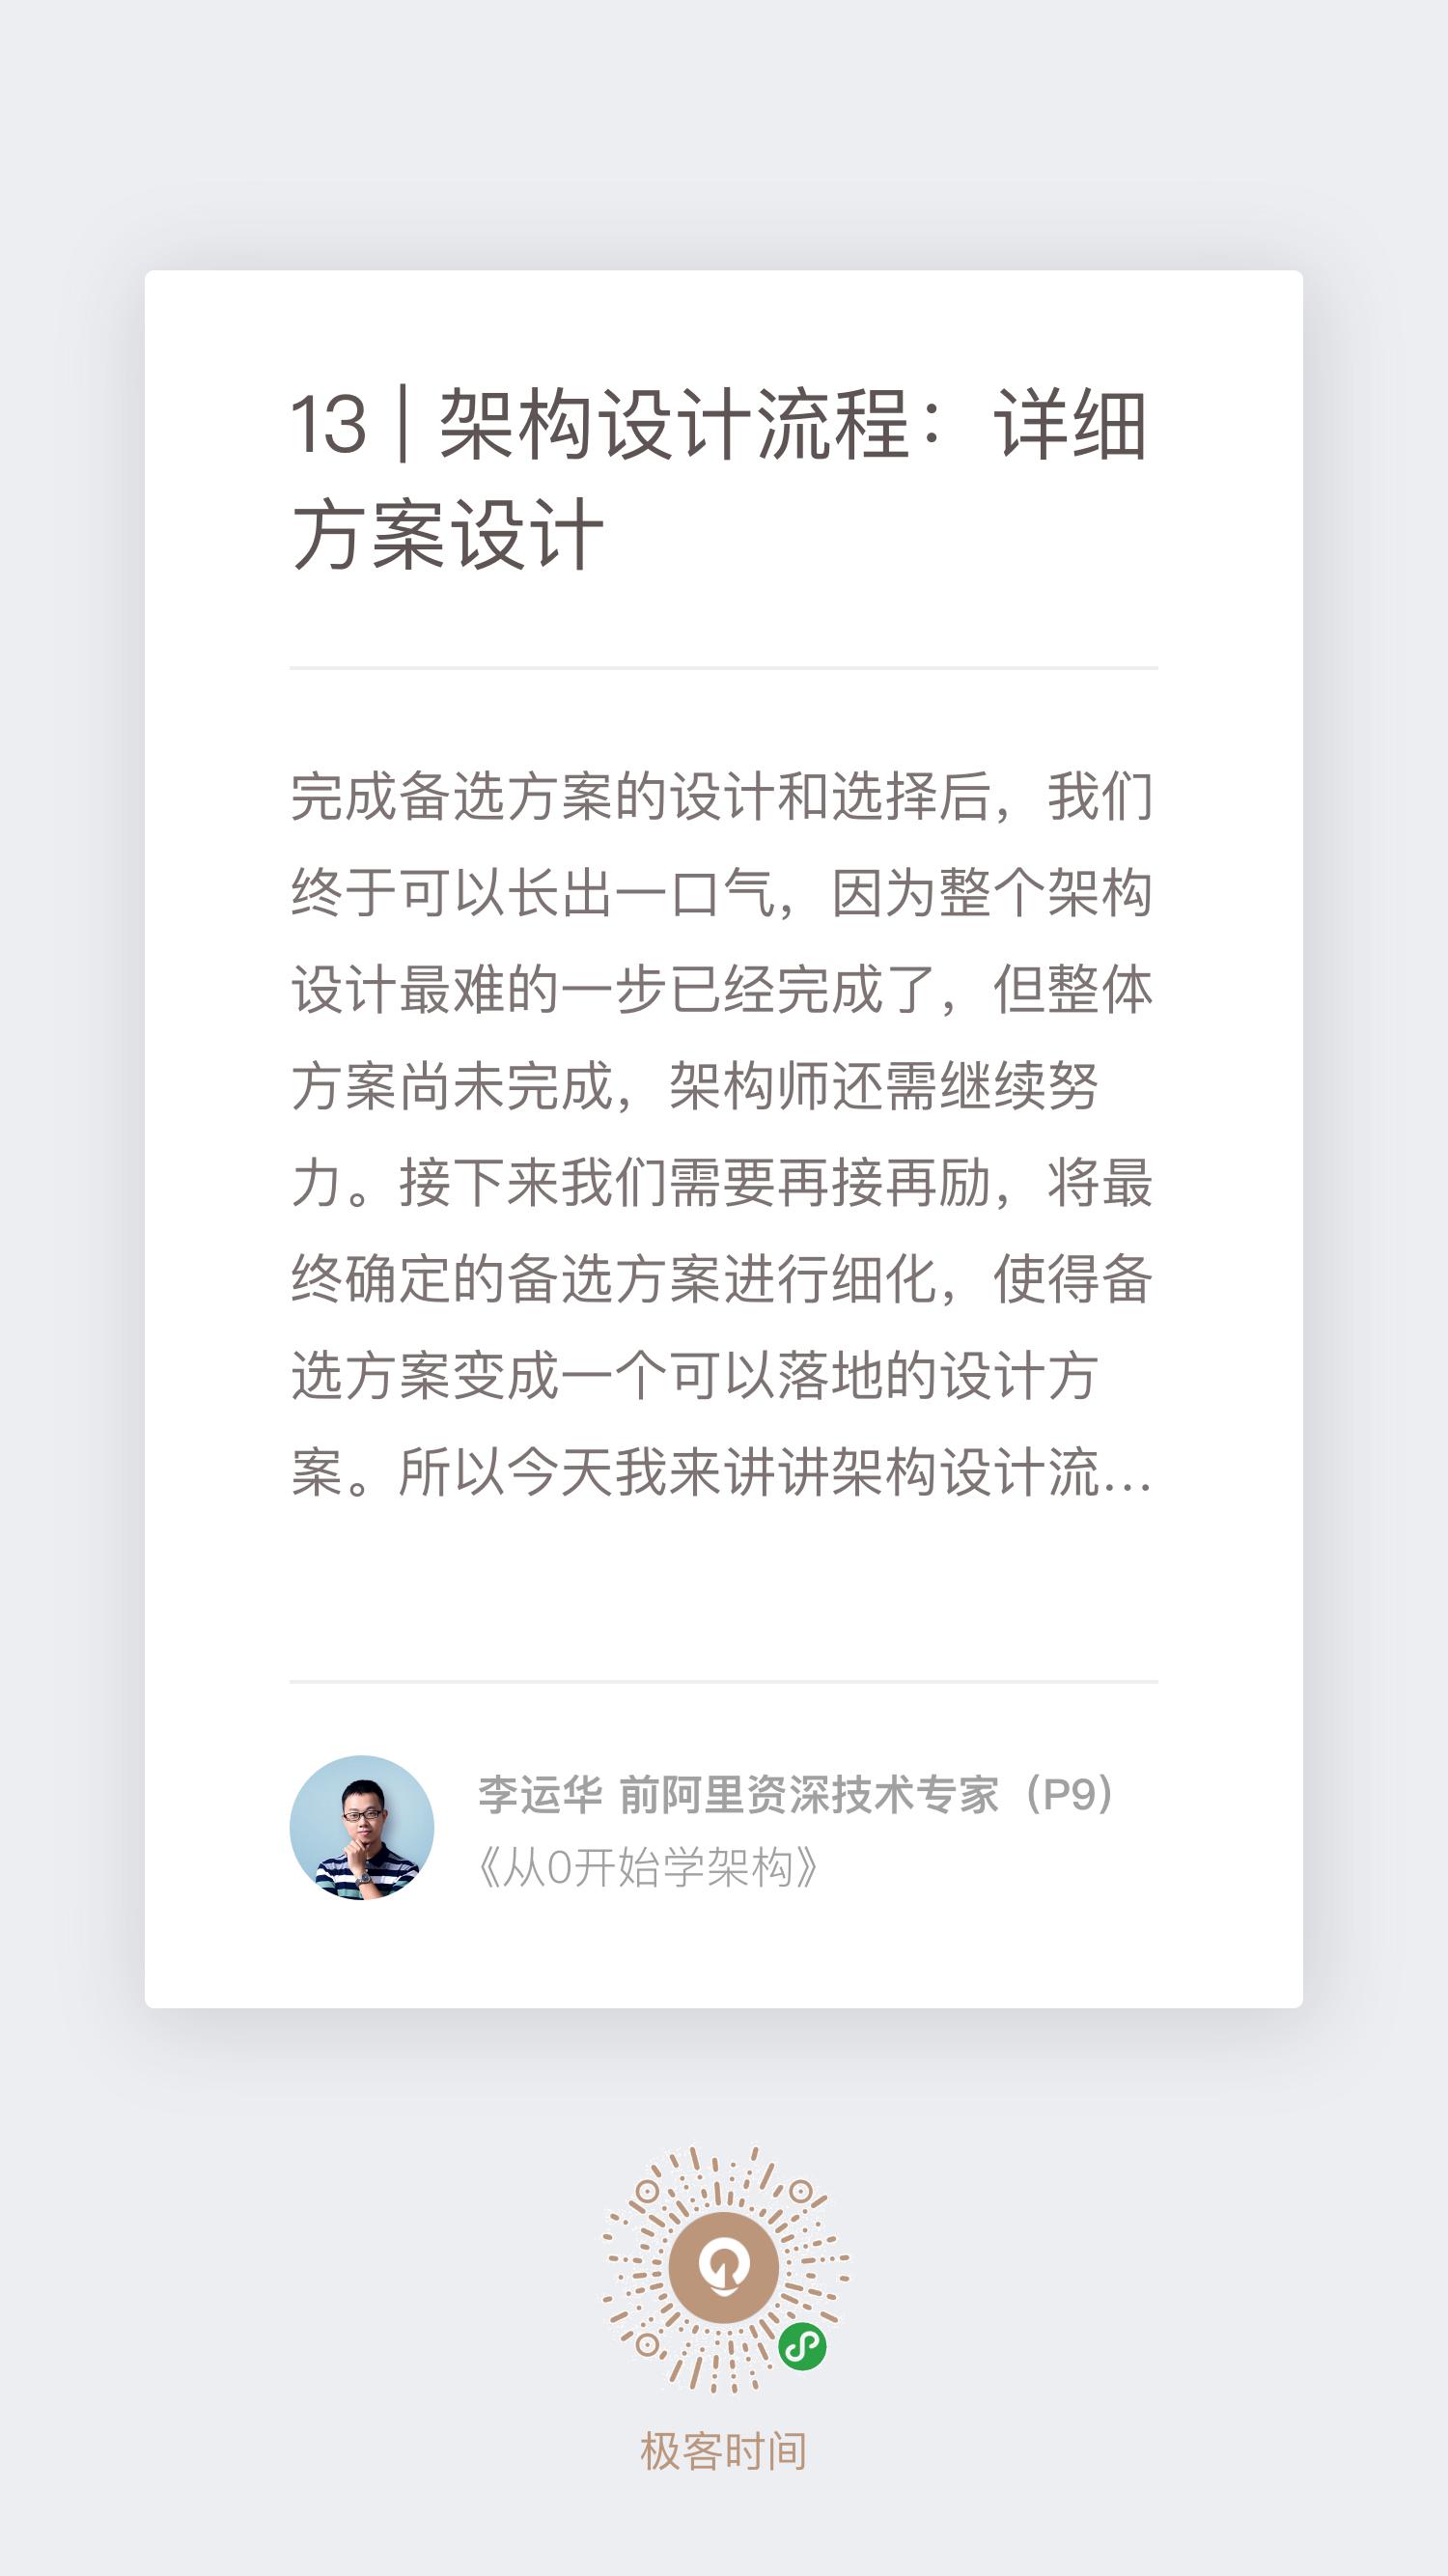 13 | 架构设计流程：详细
方案设计
完成备选方案的设计和选择后，我们
终于可以长出一口气，因为整个架构
设计最难的一步已经完成了，但整体
方案尚未完成，架构师还需继续努
力。接下来我们需要再接再励，将最
终确定的备选方案进行细化，使得备
选方案变成一个可以落地的设计方
案。所以今天我来讲讲架构设计流...
李运华 前阿里资深技术专家（P9）
《从0开始学架构》
极客时间